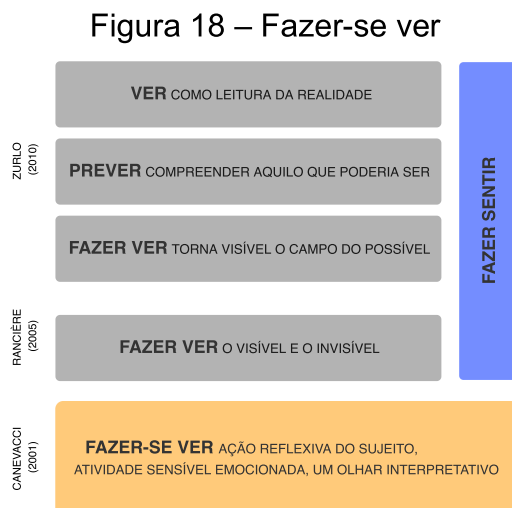 Figura 18 – Fazer-se ver
VER COMO LEITURA DA REALIDADE
ZURLO
(2010)
PREVER COMPREENDER AQUILO QUE PODERIA SER
FAZER VER TORNA VISÍVEL O CAMPO DO POSSÍVEL
FAZER SENTIR
RANCIÈRE
(2005)
FAZER VER O VISÍVEL E O INVISÍVEL
CANEVACCI
(2001)
FAZER-SE VER AÇÃO REFLEXIVA DO SUJEITO,
ATIVIDADE SENSÍVEL EMOCIONADA, UM OLHAR INTERPRETATIVO